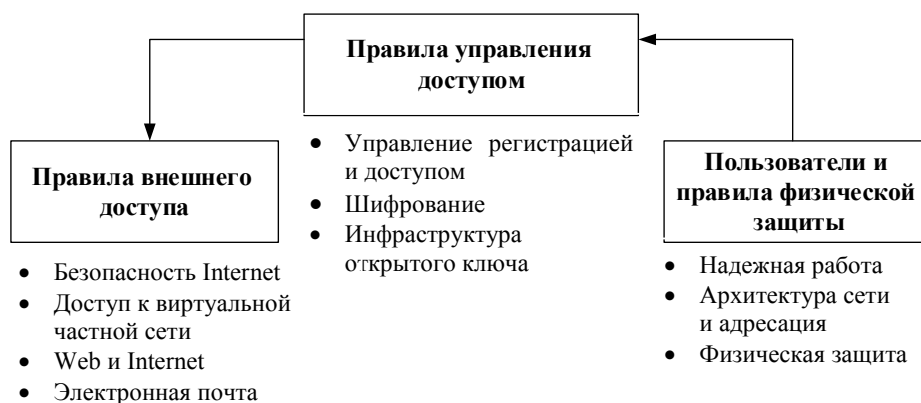 Правила управления
доступом
• Управление регистрацией
и доступом
• Шифрование
• Инфраструктура
открытого ключа
Правила внешнего
доступа
• Безопасность Internet
• Доступ к виртуальной
частной сети
• Web и Internet
• Электронная почта
Пользователи и
правила физической
защиты
• Надежная работа
• Архитектура сети
и адресация
• Физическая защита